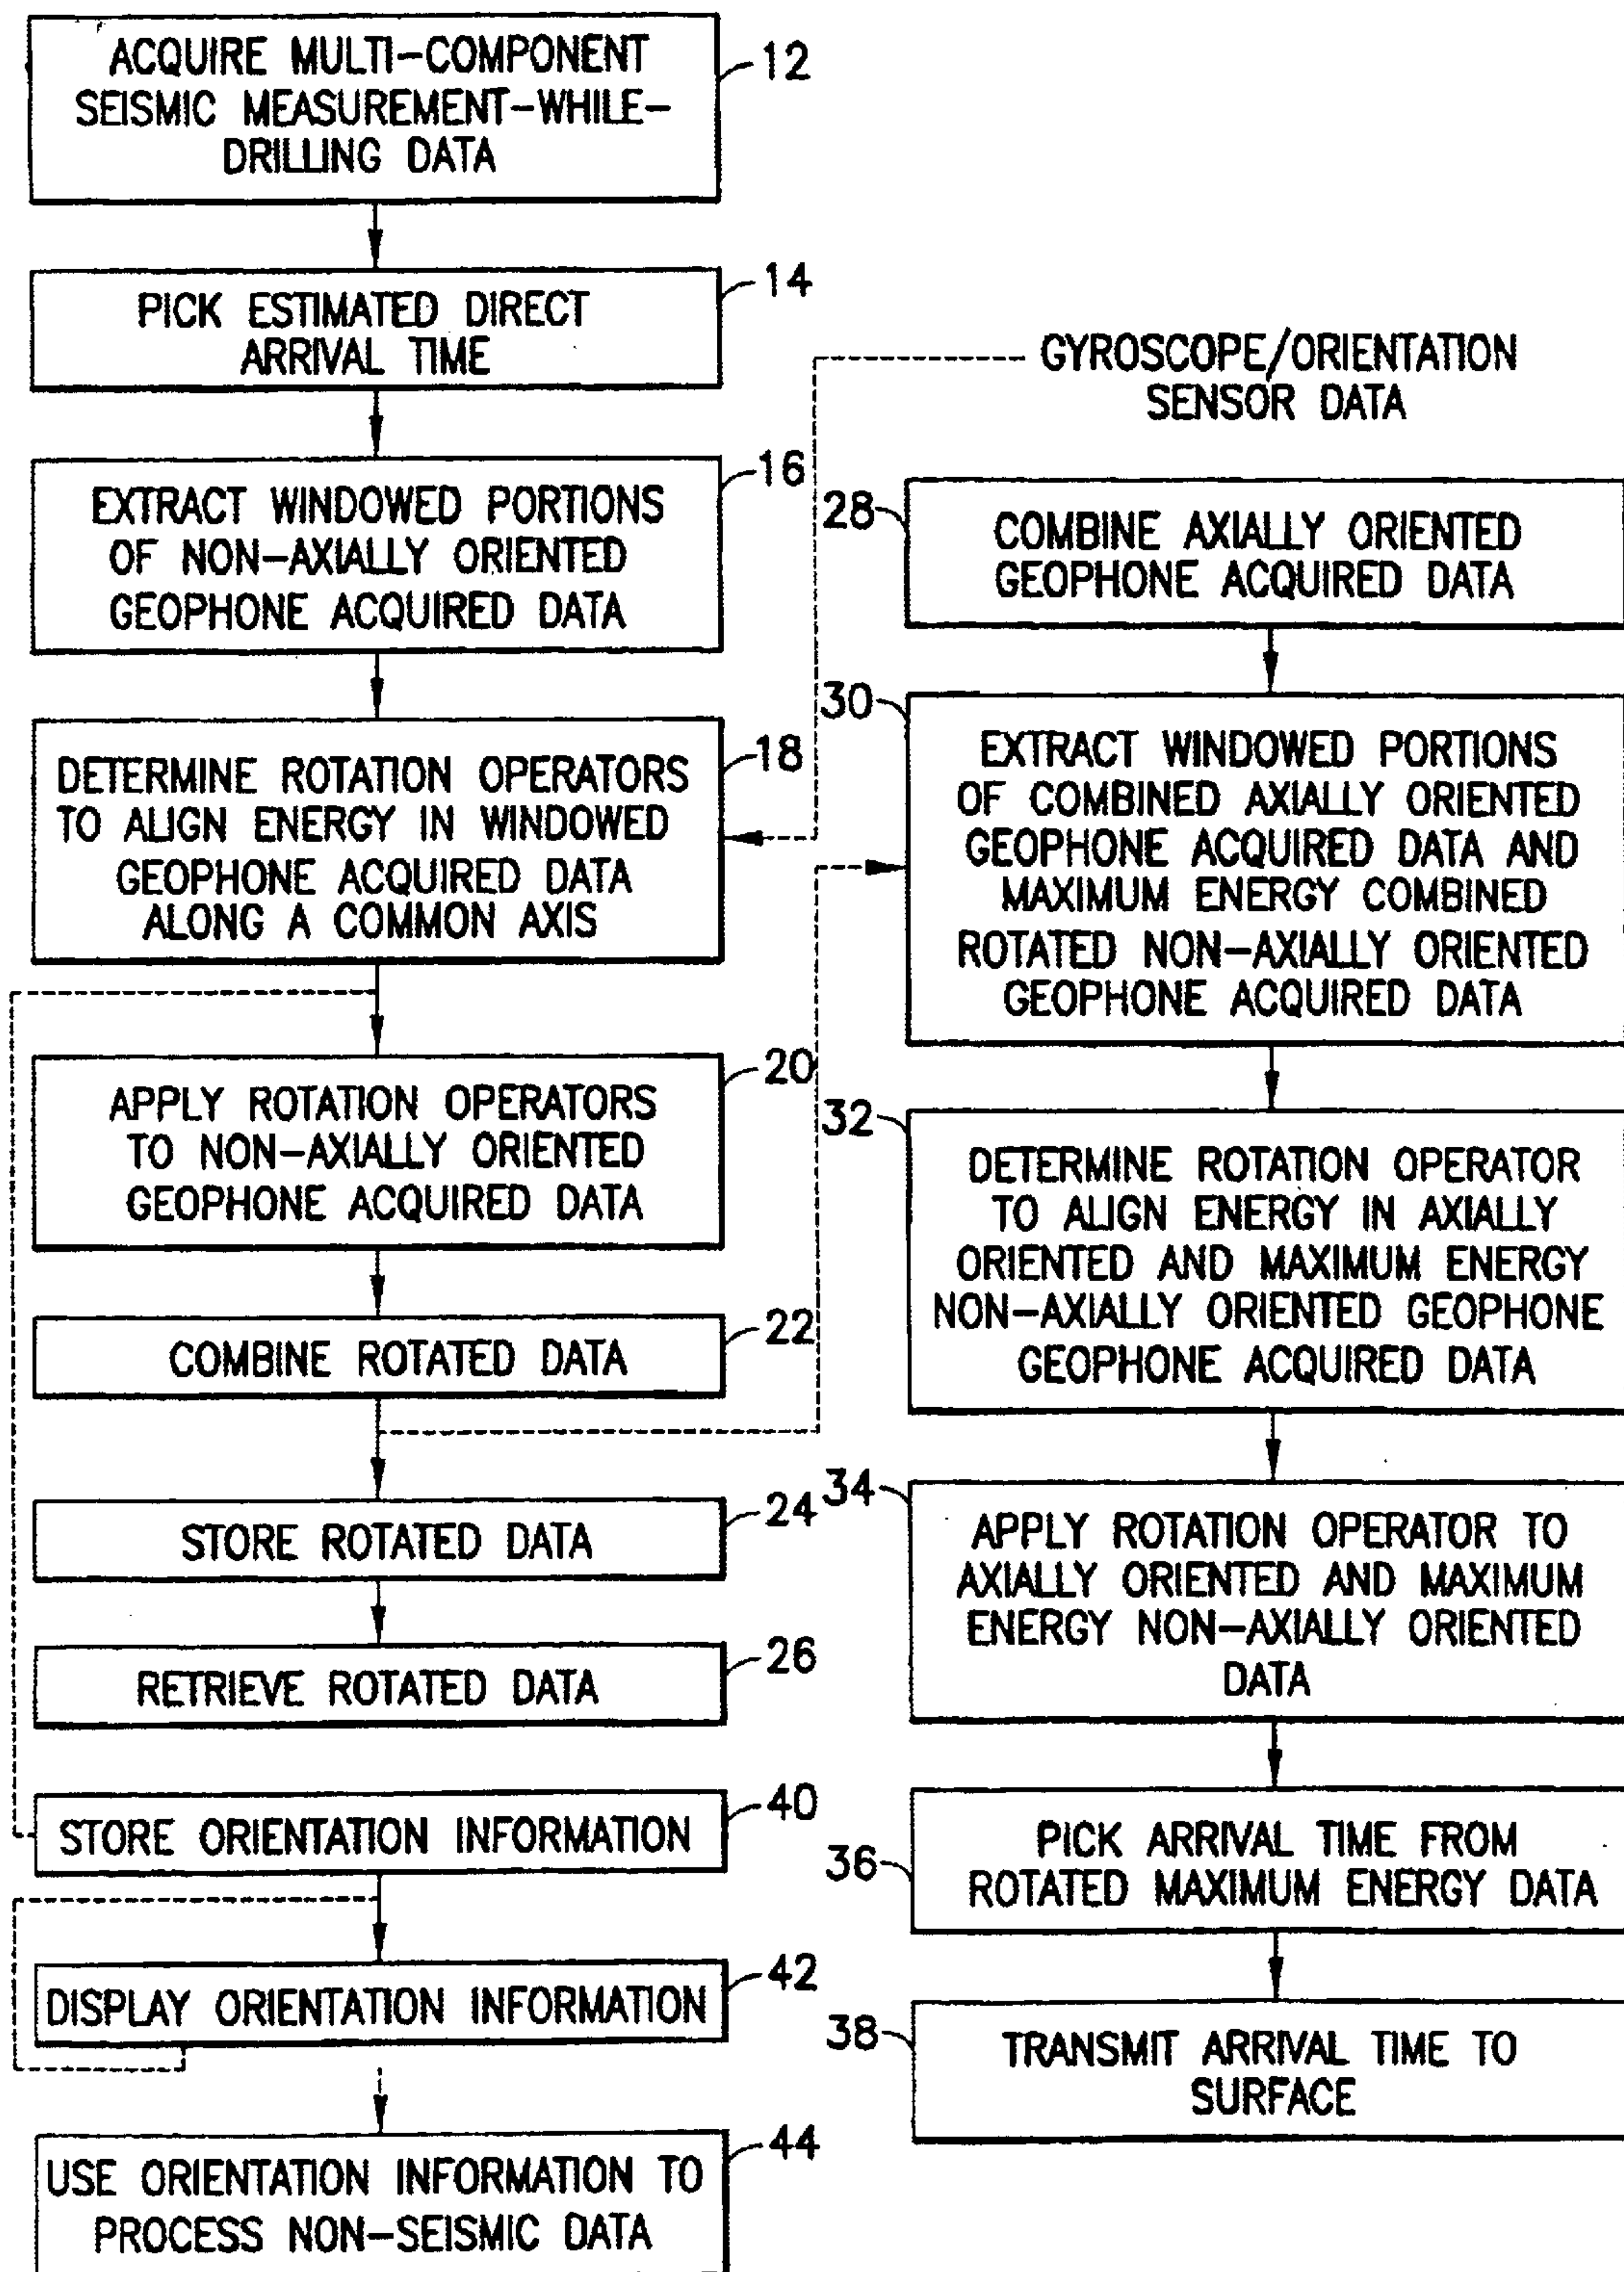 ACQUIRE MULTI-COMPONENT
SEISMIC MEASUREMENT-WHILE-
DRILLING DATA
12
PICK ESTIMATED DIRECT
ARRIVAL TIME
14
EXTRACT WINDOWED PORTIONS
OF NON-AXIALLY ORIENTED
GEOPHONE ACQUIRED DATA
16
DETERMINE ROTATION OPERATORS
TO ALIGN ENERGY IN WINDOWED
GEOPHONE ACQUIRED DATA
ALONG A COMMON AXIS
18
APPLY ROTATION OPERATORS
TO NON-AXIALLY ORIENTED
GEOPHONE ACQUIRED DATA
20
COMBINE ROTATED DATA
22
STORE ROTATED DATA
24
RETRIEVE ROTATED DATA
26
STORE ORIENTATION INFORMATION
40
DISPLAY ORIENTATION INFORMATION
42
USE ORIENTATION INFORMATION TO
PROCESS NON-SEISMIC DATA
44
GYROSCOPE/ORIENTATION
SENSOR DATA
28
COMBINE AXIALLY ORIENTED
GEOPHONE ACQUIRED DATA
30
EXTRACT WINDOWED PORTIONS
OF COMBINED AXIALLY ORIENTED
GEOPHONE ACQUIRED DATA AND
MAXIMUM ENERGY COMBINED
ROTATED NON-AXIALLY ORIENTED
GEOPHONE ACQUIRED DATA
32
DETERMINE ROTATION OPERATOR
TO ALIGN ENERGY IN AXIALLY
ORIENTED AND MAXIMUM ENERGY
NON-AXIALLY ORIENTED GEOPHONE
GEOPHONE ACQUIRED DATA
34
APPLY ROTATION OPERATOR TO
AXIALLY ORIENTED AND MAXIMUM
ENERGY NON-AXIALLY ORIENTED
DATA
36
PICK ARRIVAL TIME FROM
ROTATED MAXIMUM ENERGY DATA
38
TRANSMIT ARRIVAL TIME TO
SURFACE